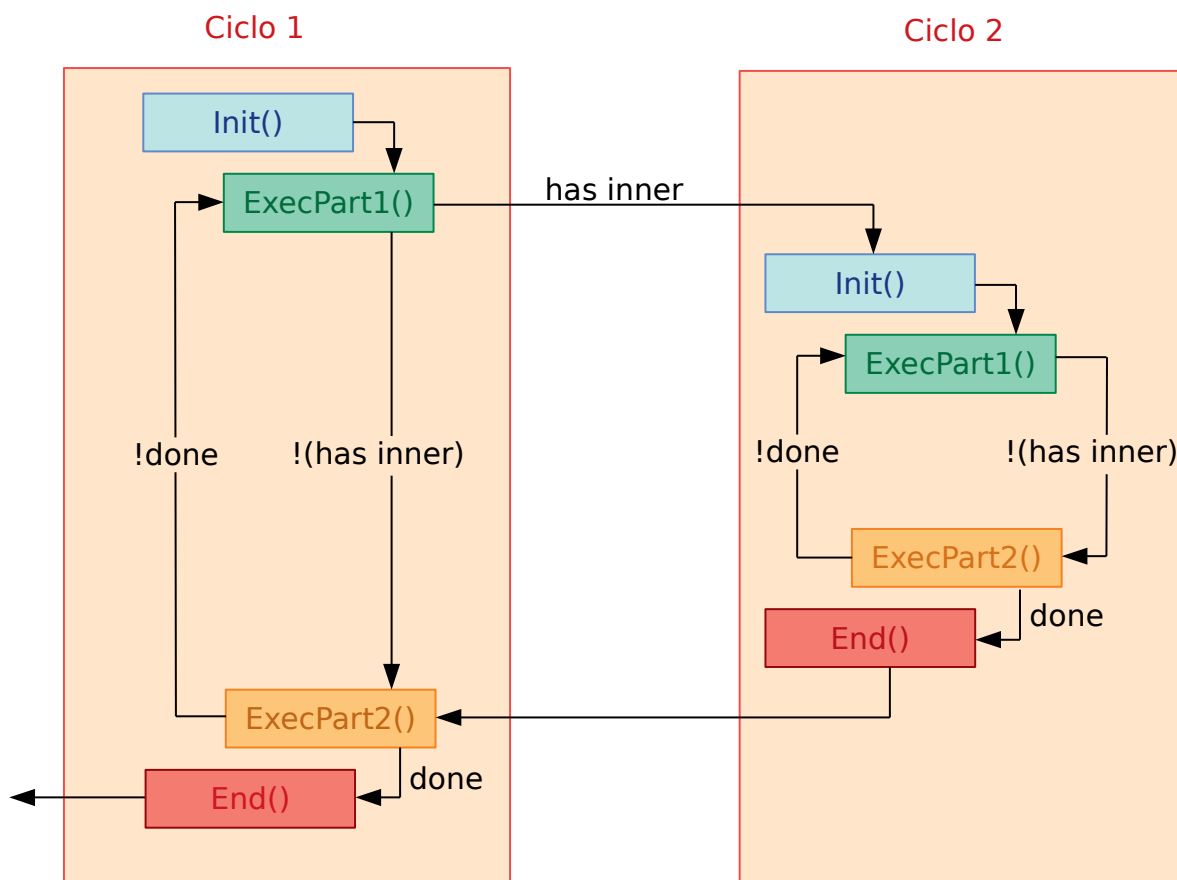 Ciclo 1
Init()
ExecPart1()
!done
!(has inner)
ExecPart2()
done
End()
has inner
Ciclo 2
Init()
ExecPart1()
!done
!(has inner)
ExecPart2()
done
End()